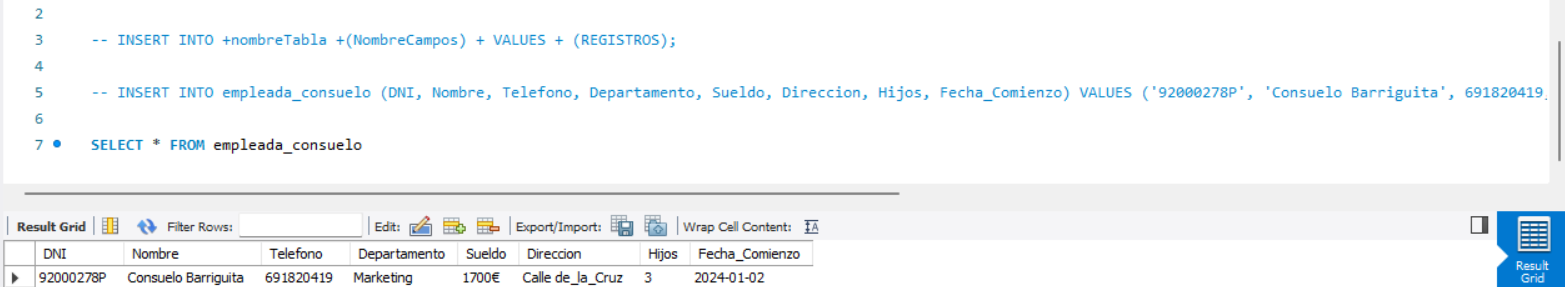 2
3 -- INSERT INTO +nombreTabla +(NombreCampos) + VALUES + (REGISTROS);
4
5 -- INSERT INTO empleada_consuelo (DNI, Nombre, Telefono, Departamento, Sueldo, Direccion, Hijos, Fecha_Comienzo) VALUES ('92000278P', 'Consuelo Barriguita', 691820419
6
7 SELECT * FROM empleada_consuelo
Result Grid Filter Rows: Edit: Export/Import: Wrap Cell Content: IA
DNI Nombre Telefono Departamento Sueldo Direccion Hijos Fecha_Comienzo
92000278P Consuelo Barriguita 691820419 Marketing 1700€ Calle de_la_Cruz 3 2024-01-02
Result
Grid